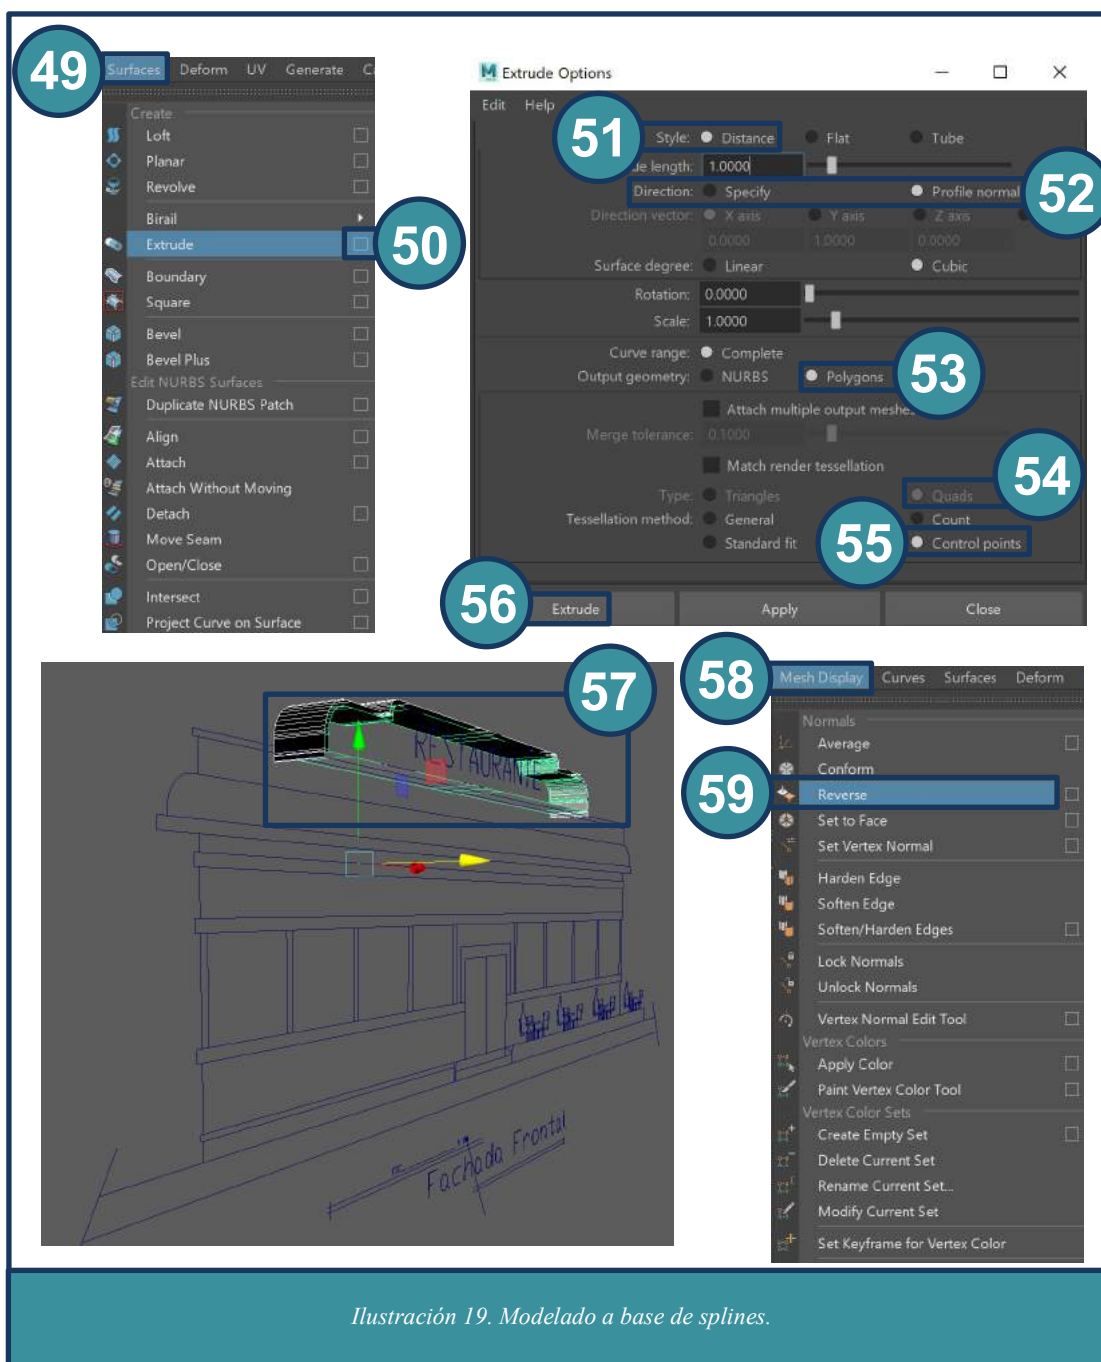 49
Surfaces Deform UV Generate
Create
Loft
Planar
Revolve
Birail
Extrude
50
Boundary
Square
Bevel
Bevel Plus
Edit NURBS Surfaces
Duplicate NURBS Patch
Align
Attach
Attach Without Moving
Detach
Move Seam
Open/Close
Intersect
Project Curve on Surface
M Extrude Options
Edit Help
51
Style: Distance Flat Tube
length: 1.0000
52
Direction: Specify Profile normal
Direction vector: X axis Y axis Z axis
0.0000 1.0000 0.0000
Surface degree: Linear Cubic
Rotation: 0.0000
Scale: 1.0000
Curve range: Complete
Output geometry: NURBS Polygons
53
Attach multiple output meshes
Merge tolerance: 0.1000
Match render tessellation
54
Type: Triangles Quads
Tessellation method: General Count
55
Standard fit Control points
56
Extrude Apply Close
57
RESTAURANTE
Fachada Frontal
58
Mesh Display Curves Surfaces Deform
Normals
Average
Conform
59
Reverse
Set to Face
Set Vertex Normal
Harden Edge
Soften Edge
Soften/Harden Edges
Lock Normals
Unlock Normals
Vertex Normal Edit Tool
Vertex Colors
Apply Color
Paint Vertex Color Tool
Vertex Color Sets
Create Empty Set
Delete Current Set
Rename Current Set...
Modify Current Set
Set Keyframe for Vertex Color
Ilustración 19. Modelado a base de splines.